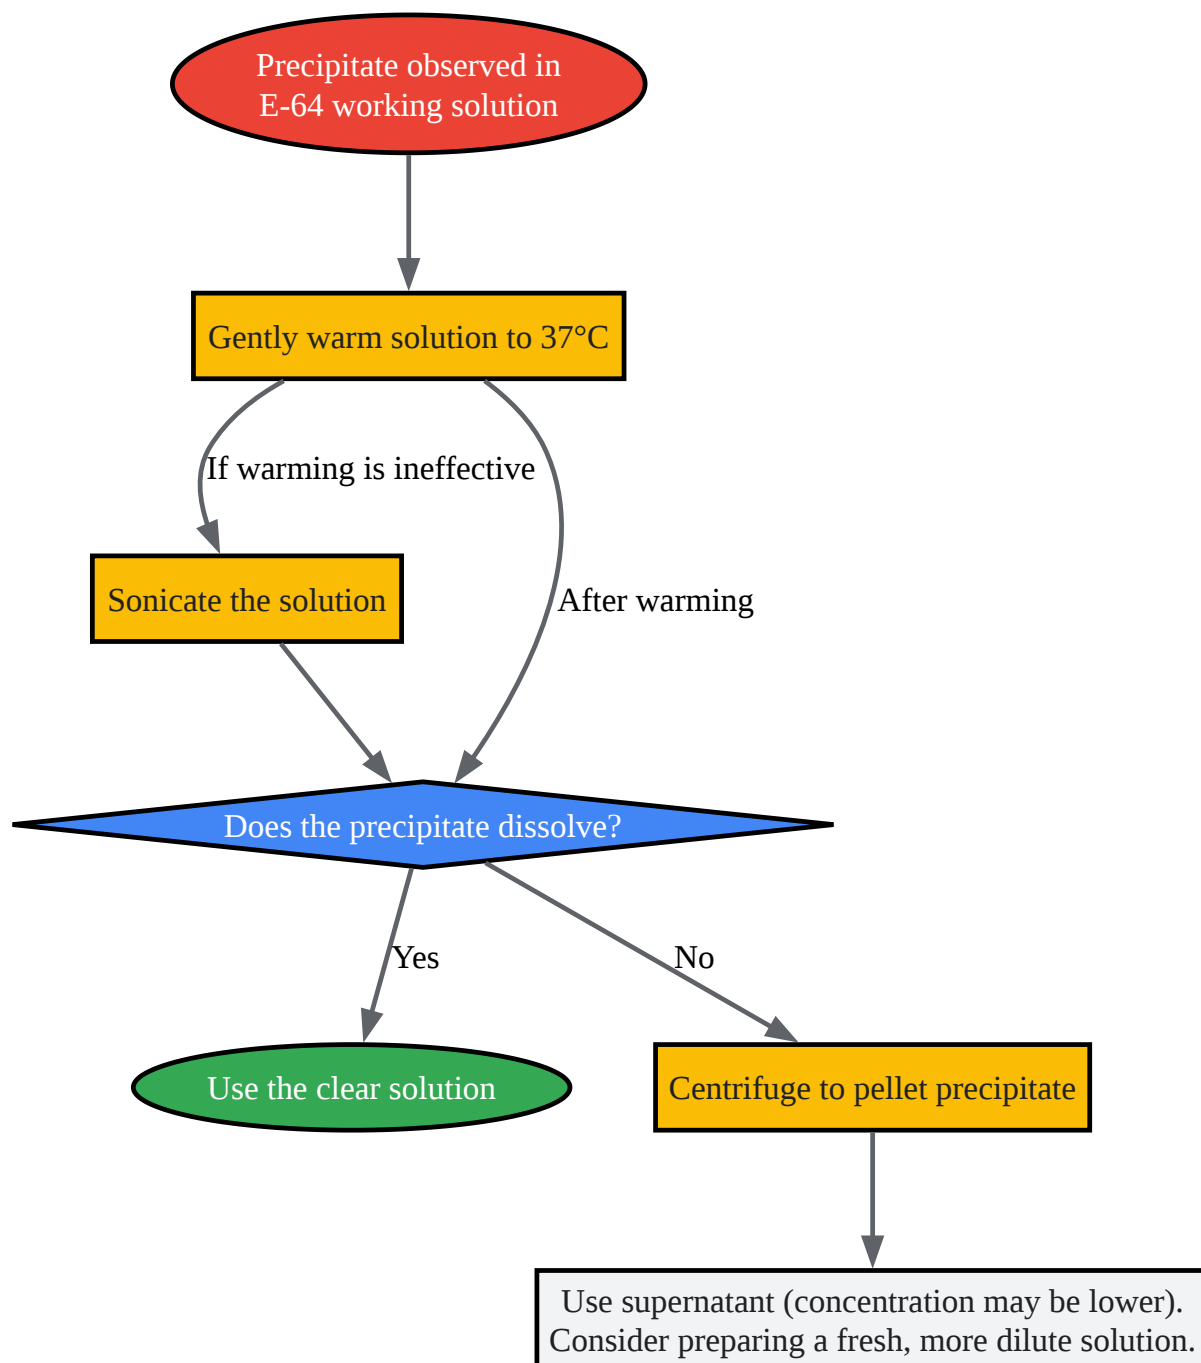 Precipitate observed in
E-64 working solution
Gently warm solution to 37°C
If warming is ineffective
Sonicate the solution
After warming
Does the precipitate dissolve?
Yes
No
Use the clear solution
Centrifuge to pellet precipitate
Use supernatant (concentration may be lower).
Consider preparing a fresh, more dilute solution.